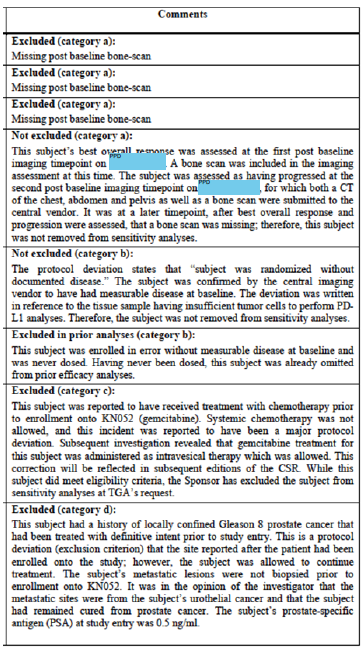 Comments
Excluded (category a):
Missing post baseline bone-scan
Excluded (category a):
Missing post baseline bone-scan
Excluded (category a):
Missing post baseline bone-scan
Not excluded (category a):
This subject's best overall response was assessed at the first post baseline
imaging timepoint on PPD. A bone scan was included in the imaging
assessment at this time. The subject was assessed as having progressed at the
second post baseline imaging timepoint on PPD, for which both a CT
of the chest, abdomen and pelvis as well as a bone scan were submitted to the
central vendor. It was at a later timepoint, after best overall response and
progression were assessed, that a bone scan was missing; therefore, this subject
was not removed from sensitivity analyses.
Not excluded (category b):
The protocol deviation states that "subject was randomized without
documented disease." The subject was confirmed by the central imaging
vendor to have had measurable disease at baseline. The deviation was written
in reference to the tissue sample having insufficient tumor cells to perform PD-
L1 analyses. Therefore, the subject was not removed from sensitivity analyses.
Excluded in prior analyses (category b):
This subject was enrolled in error without measurable disease at baseline and
was never dosed. Having never been dosed, this subject was already omitted
from prior efficacy analyses.
Excluded (category c):
This subject was reported to have received treatment with chemotherapy prior
to enrollment onto KN052 (gemcitabine). Systemic chemotherapy was not
allowed, and this incident was reported to have been a major protocol
deviation. Subsequent investigation revealed that gemcitabine treatment for
this subject was administered as intravesical therapy which was allowed. This
correction will be reflected in subsequent editions of the CSR. While this
subject did meet eligibility criteria, the Sponsor has excluded the subject from
sensitivity analyses at TGA's request.
Excluded (category d):
This subject had a history of locally confined Gleason 8 prostate cancer that
had been treated with definitive intent prior to study entry. This is a protocol
deviation (exclusion criterion) that the site reported after the patient had been
enrolled onto the study; however, the subject was allowed to continue
treatment. The subject's metastatic lesions were not biopsied prior to
enrollment onto KN052. It was in the opinion of the investigator that the
metastatic sites were from the subject's urothelial cancer and that the subject
had remained cured from prostate cancer. The subject's prostate-specific
antigen (PSA) at study entry was 0.5 ng/ml.